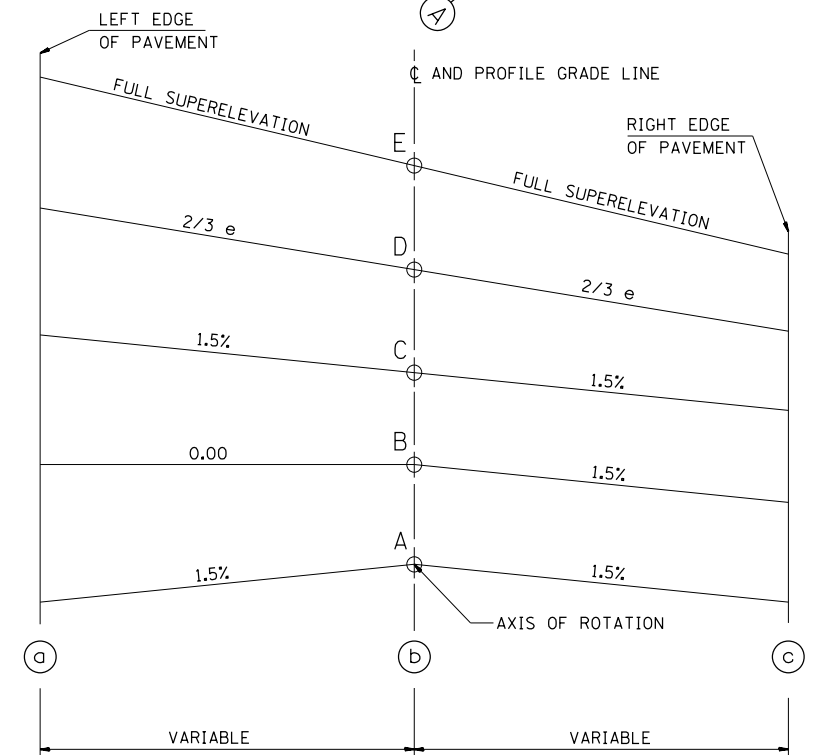 A
LEFT EDGE
OF PAVEMENT
℄ AND PROFILE GRADE LINE
FULL SUPERELEVATION
RIGHT EDGE
OF PAVEMENT
E
FULL SUPERELEVATION
2/3 e
D
2/3 e
1.5%
C
1.5%
0.00
B
1.5%
A
1.5%
1.5%
AXIS OF ROTATION
a
b
c
VARIABLE
VARIABLE